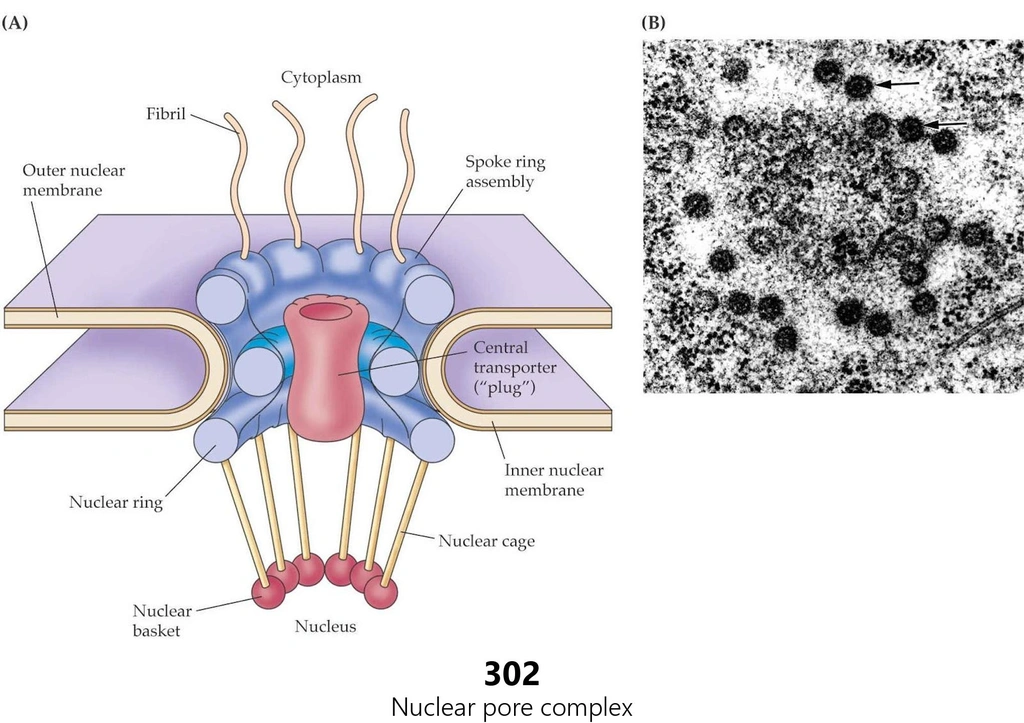 (A)
(B)
Cytoplasm
Fibril
Outer nuclear
membrane
Spoke ring
assembly
Central
transporter
(“plug”)
Inner nuclear
membrane
Nuclear ring
Nuclear cage
Nuclear
basket
Nucleus
302
Nuclear pore complex